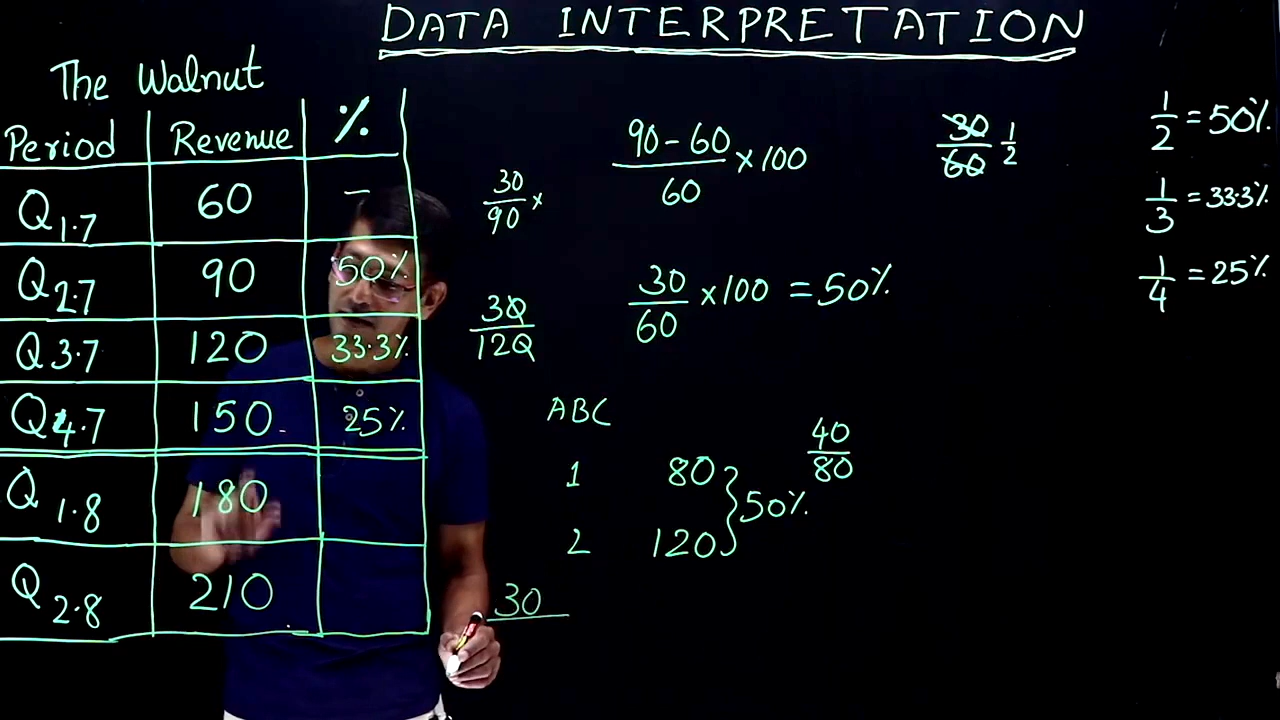 DATA INTERPRETATION
The Walnut
Period Revenue %
Q1.7 60 –
Q2.7 90 50%
Q3.7 120 33.3%
Q4.7 150 25%
Q1.8 180
Q2.8 210
30/90 ×
30/120
90-60/60 ×100
30/60 ×100 = 50%
30/60 1/2
1/2 = 50%
1/3 = 33.3%
1/4 = 25%
ABC
1 80
2 120
50%
40/80
30